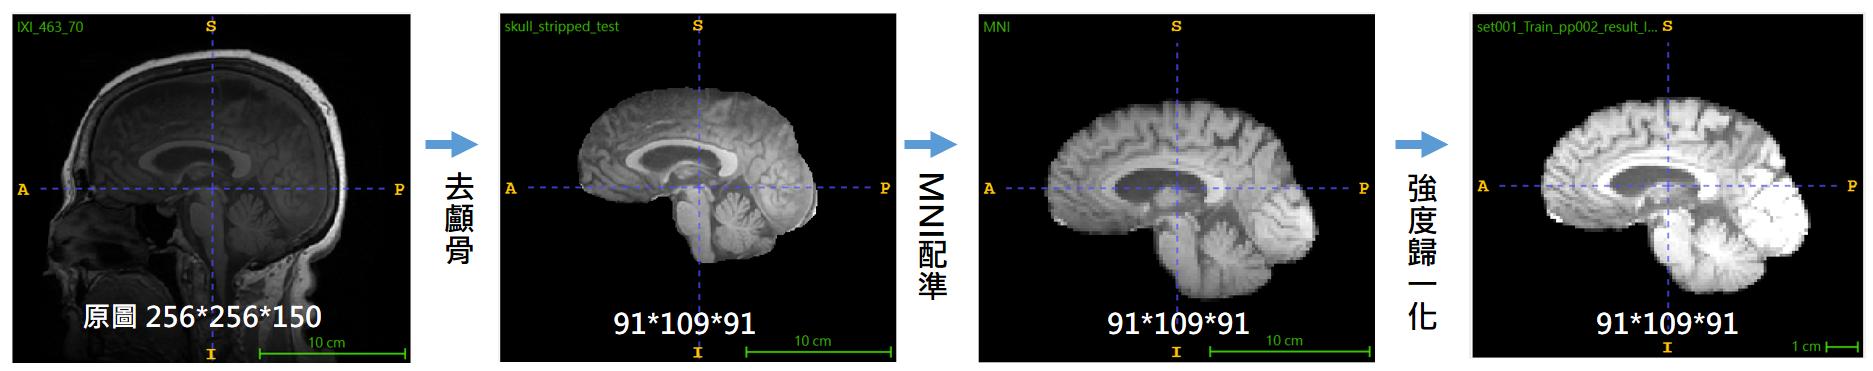 IXI_463_70
S
A
P
原圖 256*256*150
10 cm
I
去顱骨
skull_stripped_test
S
A
P
91*109*91
10 cm
I
MNI配準
MNI
S
A
P
91*109*91
10 cm
I
強度歸一化
set001_Train_pp002_result_I...
S
A
P
91*109*91
1 cm
I